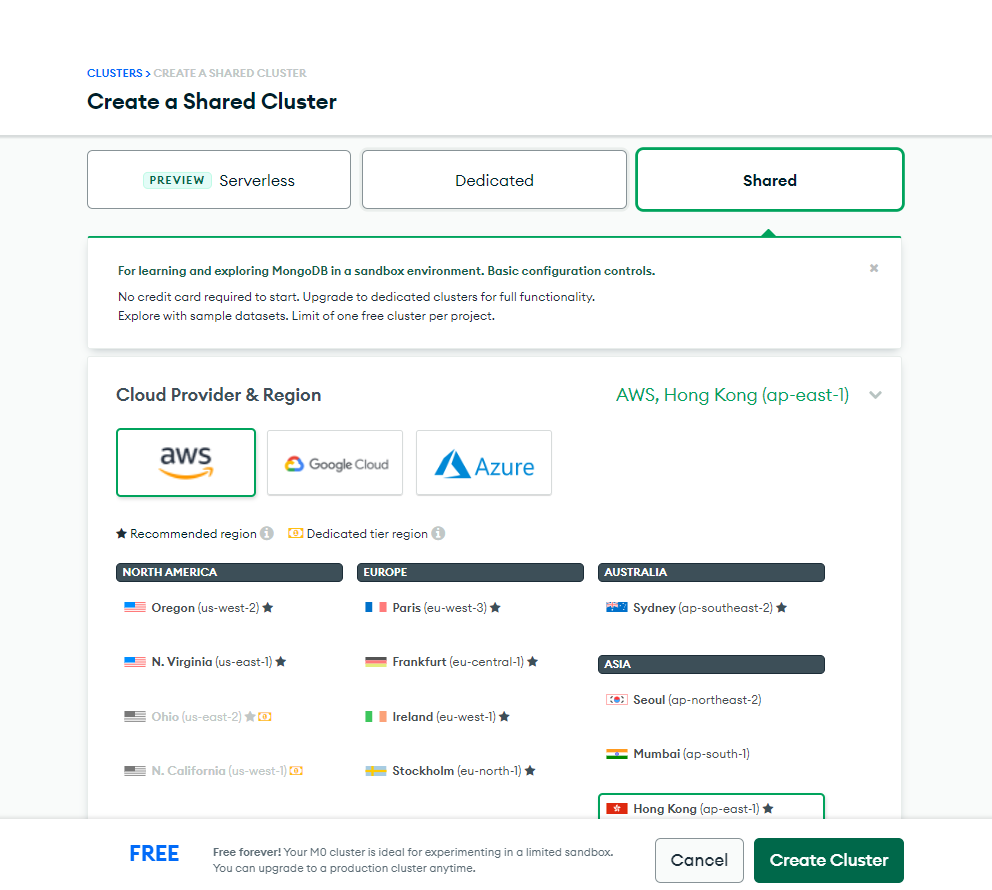 CLUSTERS > CREATE A SHARED CLUSTER
Create a Shared Cluster
PREVIEW Serverless
Dedicated
Shared
For learning and exploring MongoDB in a sandbox environment. Basic configuration controls.
No credit card required to start. Upgrade to dedicated clusters for full functionality.
Explore with sample datasets. Limit of one free cluster per project.
Cloud Provider & Region
AWS, Hong Kong (ap-east-1)
aws
Google Cloud
Azure
Recommended region
Dedicated tier region
NORTH AMERICA
Oregon (us-west-2)
N. Virginia (us-east-1)
Ohio (us-east-2)
N. California (us-west-1)
EUROPE
Paris (eu-west-3)
Frankfurt (eu-central-1)
Ireland (eu-west-1)
Stockholm (eu-north-1)
AUSTRALIA
Sydney (ap-southeast-2)
ASIA
Seoul (ap-northeast-2)
Mumbai (ap-south-1)
Hong Kong (ap-east-1)
FREE
Free forever! Your M0 cluster is ideal for experimenting in a limited sandbox.
You can upgrade to a production cluster anytime.
Cancel
Create Cluster